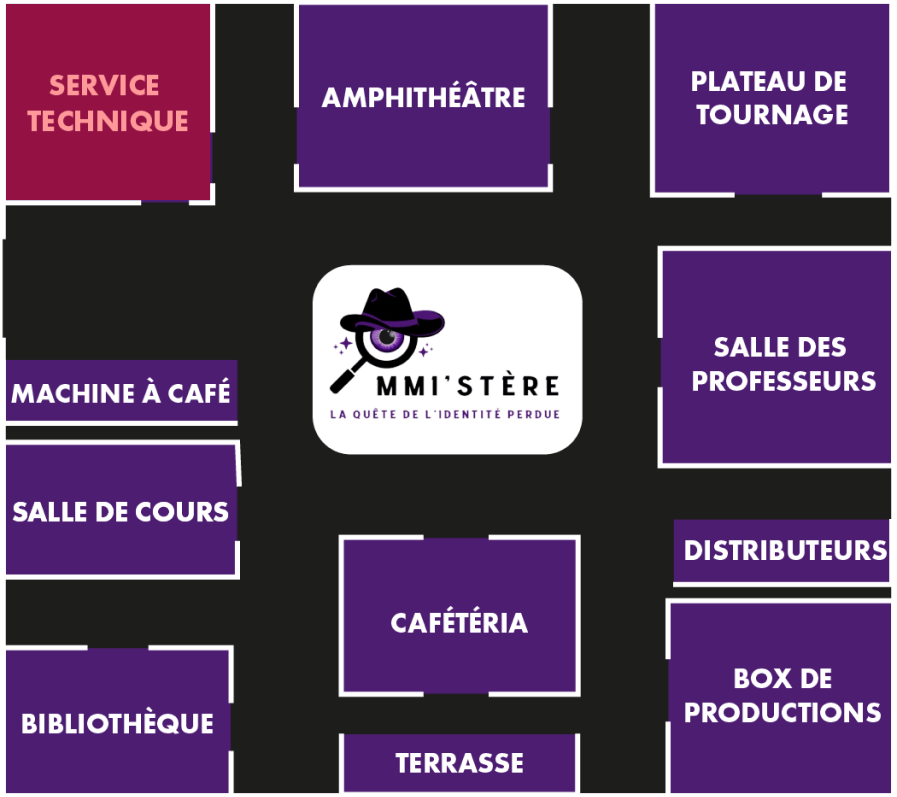 SERVICE
TECHNIQUE
AMPHITHÉÂTRE
PLATEAU DE
TOURNAGE
MMI'STÈRE
LA QUÊTE DE L'IDENTITÉ PERDUE
SALLE DES
PROFESSEURS
MACHINE À CAFÉ
SALLE DE COURS
DISTRIBUTEURS
CAFÉTÉRIA
BOX DE
PRODUCTIONS
BIBLIOTHÈQUE
TERRASSE